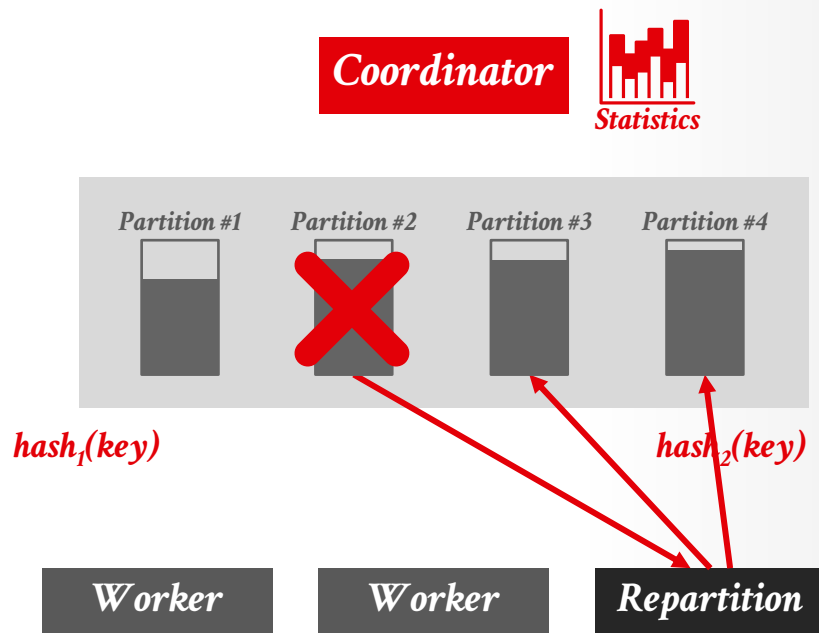 Coordinator
Statistics
Partition #1 Partition #2 Partition #3 Partition #4
hash₁(key) hash₂(key)
Worker Worker Repartition